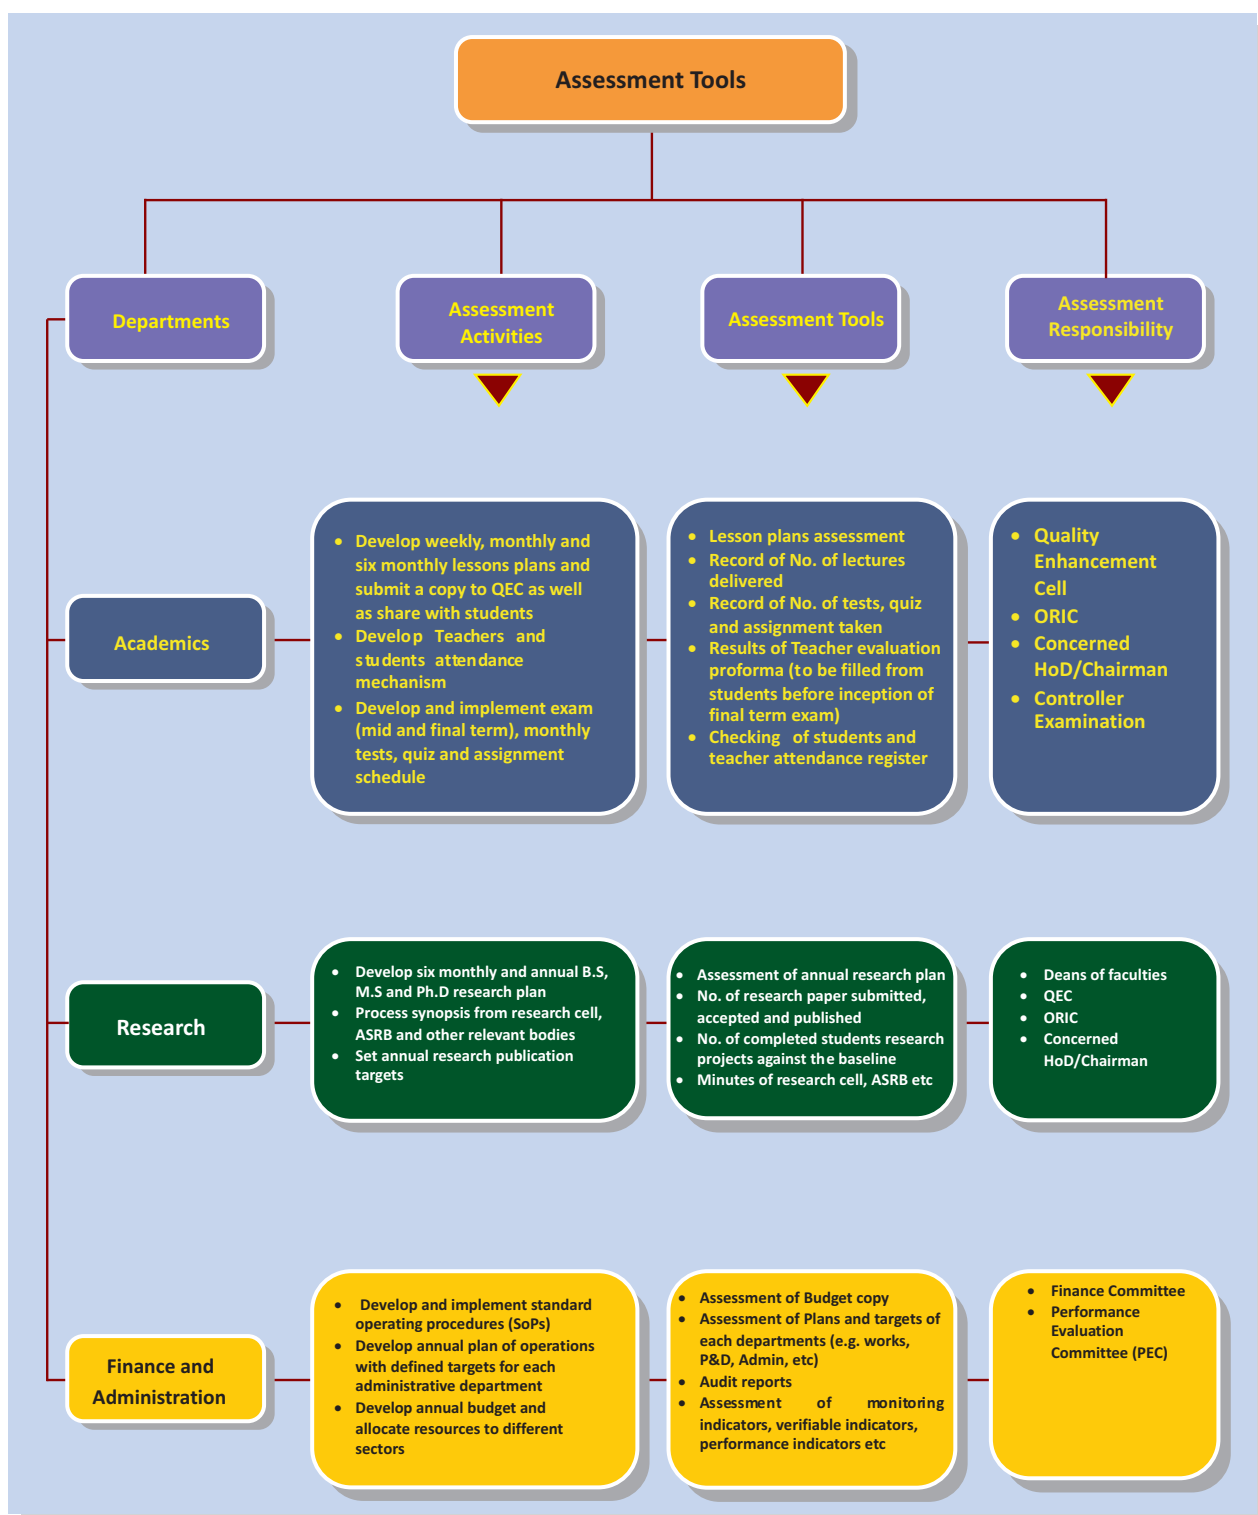 Assessment Tools
Departments
Assessment
Activities
Assessment Tools
Assessment
Responsibility
Academics
• Develop weekly, monthly and
six monthly lessons plans and
submit a copy to QEC as well
as share with students
• Develop Teachers and
students attendance
mechanism
• Develop and implement exam
(mid and final term), monthly
tests, quiz and assignment
schedule
• Lesson plans assessment
• Record of No. of lectures
delivered
• Record of No. of tests, quiz
and assignment taken
• Results of Teacher evaluation
proforma (to be filled from
students before inception of
final term exam)
• Checking of students and
teacher attendance register
• Quality
Enhancement
Cell
• ORIC
• Concerned
HoD/Chairman
• Controller
Examination
Research
• Develop six monthly and annual B.S,
M.S and Ph.D research plan
• Process synopsis from research cell,
ASRB and other relevant bodies
• Set annual research publication
targets
• Assessment of annual research plan
• No. of research paper submitted,
accepted and published
• No. of completed students research
projects against the baseline
• Minutes of research cell, ASRB etc
• Deans of faculties
• QEC
• ORIC
• Concerned
HoD/Chairman
Finance and
Administration
• Develop and implement standard
operating procedures (SoPs)
• Develop annual plan of operations
with defined targets for each
administrative department
• Develop annual budget and
allocate resources to different
sectors
• Assessment of Budget copy
• Assessment of Plans and targets of
each departments (e.g. works,
P&D, Admin, etc)
• Audit reports
• Assessment of monitoring
indicators, verifiable indicators,
performance indicators etc
• Finance Committee
• Performance
Evaluation
Committee (PEC)